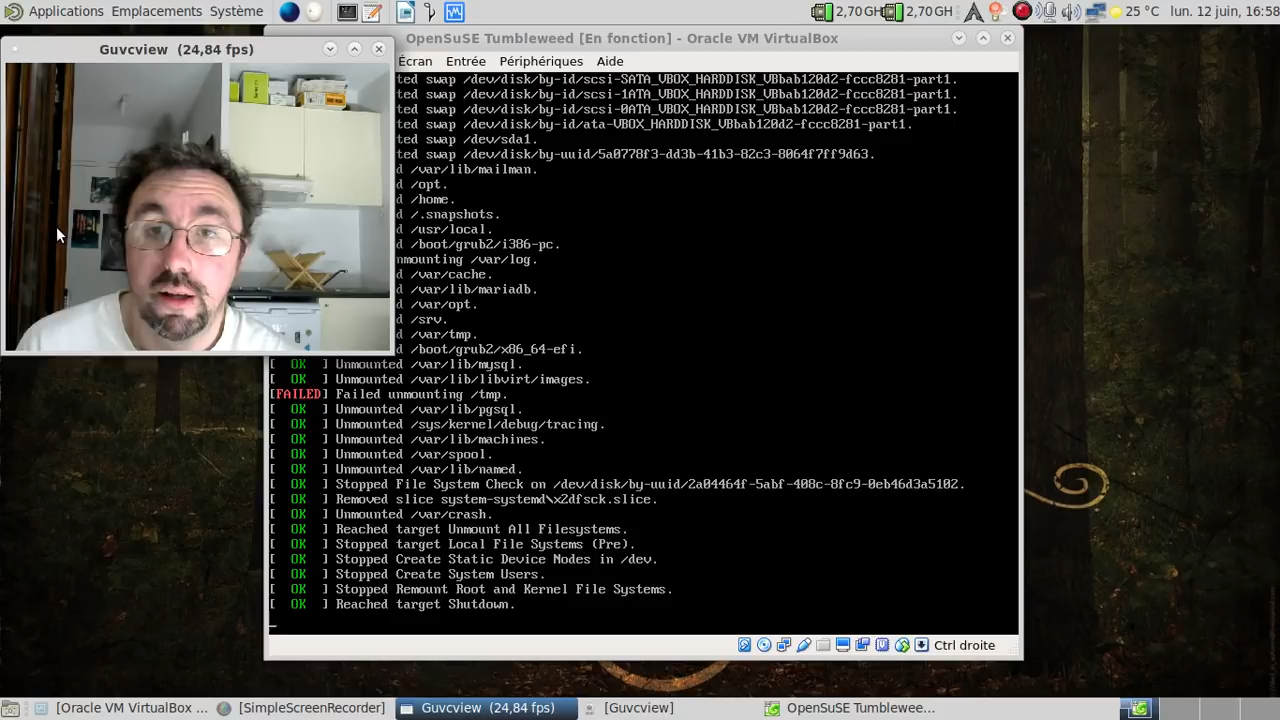 Applications Emplacements Système
2,70 GH 2,70 GH 25 °C lun. 12 juin, 16:58
Guvcview (24,84 fps)
OpenSuSE Tumbleweed [En fonction] - Oracle VM VirtualBox
Écran Entrée Périphériques Aide
ted swap /dev/disk/by-id/scsi-SATA_VBOX_HARDDISK_VBbab120d2-fccc8281-part1.
ted swap /dev/disk/by-id/scsi-1ATA_VBOX_HARDDISK_VBbab120d2-fccc8281-part1.
ted swap /dev/disk/by-id/scsi-0ATA_VBOX_HARDDISK_VBbab120d2-fccc8281-part1.
ted swap /dev/disk/by-id/ata-VBOX_HARDDISK_VBbab120d2-fccc8281-part1.
ted swap /dev/sda1.
ted swap /dev/disk/by-uuid/5a0778f3-dd3b-41b3-82c3-8064f7ff9d63.
d /var/lib/mailman.
d /opt.
d /home.
d /.snapshots.
d /usr/local.
d /boot/grub2/i386-pc.
nmounting /var/log.
d /var/cache.
d /var/lib/mariadb.
d /var/opt.
d /srv.
d /var/tmp.
d /boot/grub2/x86_64-efi.
[ OK ] Unmounted /var/lib/mysql.
[ OK ] Unmounted /var/lib/libvirt/images.
[FAILED] Failed unmounting /tmp.
[ OK ] Unmounted /var/lib/pgsql.
[ OK ] Unmounted /sys/kernel/debug/tracing.
[ OK ] Unmounted /var/lib/machines.
[ OK ] Unmounted /var/spool.
[ OK ] Unmounted /var/lib/named.
[ OK ] Stopped File System Check on /dev/disk/by-uuid/2a04464f-5abf-408c-8fc9-0eb46d3a5102.
[ OK ] Removed slice system-systemd\x2dfsck.slice.
[ OK ] Unmounted /var/crash.
[ OK ] Reached target Unmount All Filesystems.
[ OK ] Stopped target Local File Systems (Pre).
[ OK ] Stopped Create Static Device Nodes in /dev.
[ OK ] Stopped Create System Users.
[ OK ] Stopped Remount Root and Kernel File Systems.
[ OK ] Reached target Shutdown.
Ctrl droite
[Oracle VM VirtualBox ... [SimpleScreenRecorder] Guvcview (24,84 fps) [Guvcview] OpenSuSE Tumblewee...